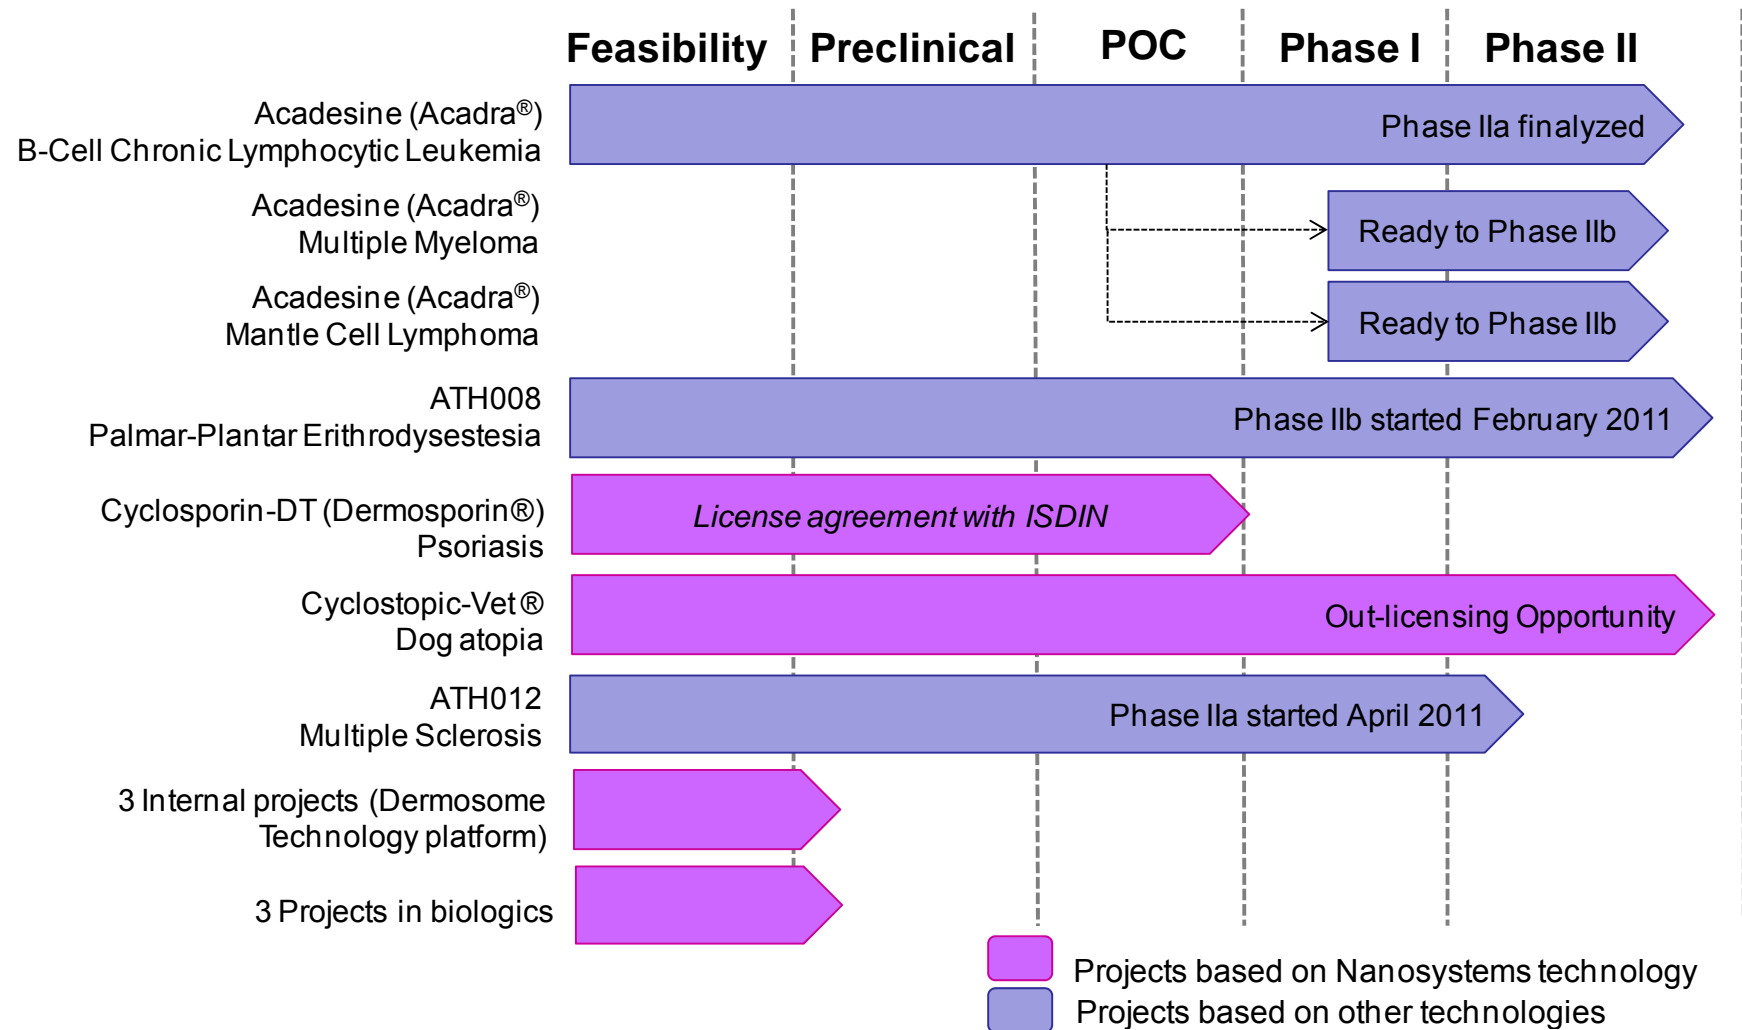 Feasibility Preclinical POC Phase I Phase II
Acadesine (Acadra®)
B-Cell Chronic Lymphocytic Leukemia
Phase IIa finalyzed
Acadesine (Acadra®)
Multiple Myeloma
Ready to Phase IIb
Acadesine (Acadra®)
Mantle Cell Lymphoma
Ready to Phase IIb
ATH008
Palmar-Plantar Erithrodysestesia
Phase IIb started February 2011
Cyclosporin-DT (Dermosporin®)
Psoriasis
License agreement with ISDIN
Cyclostopic-Vet®
Dog atopia
Out-licensing Opportunity
ATH012
Multiple Sclerosis
Phase IIa started April 2011
3 Internal projects (Dermosome
Technology platform)
3 Projects in biologics
Projects based on Nanosystems technology
Projects based on other technologies